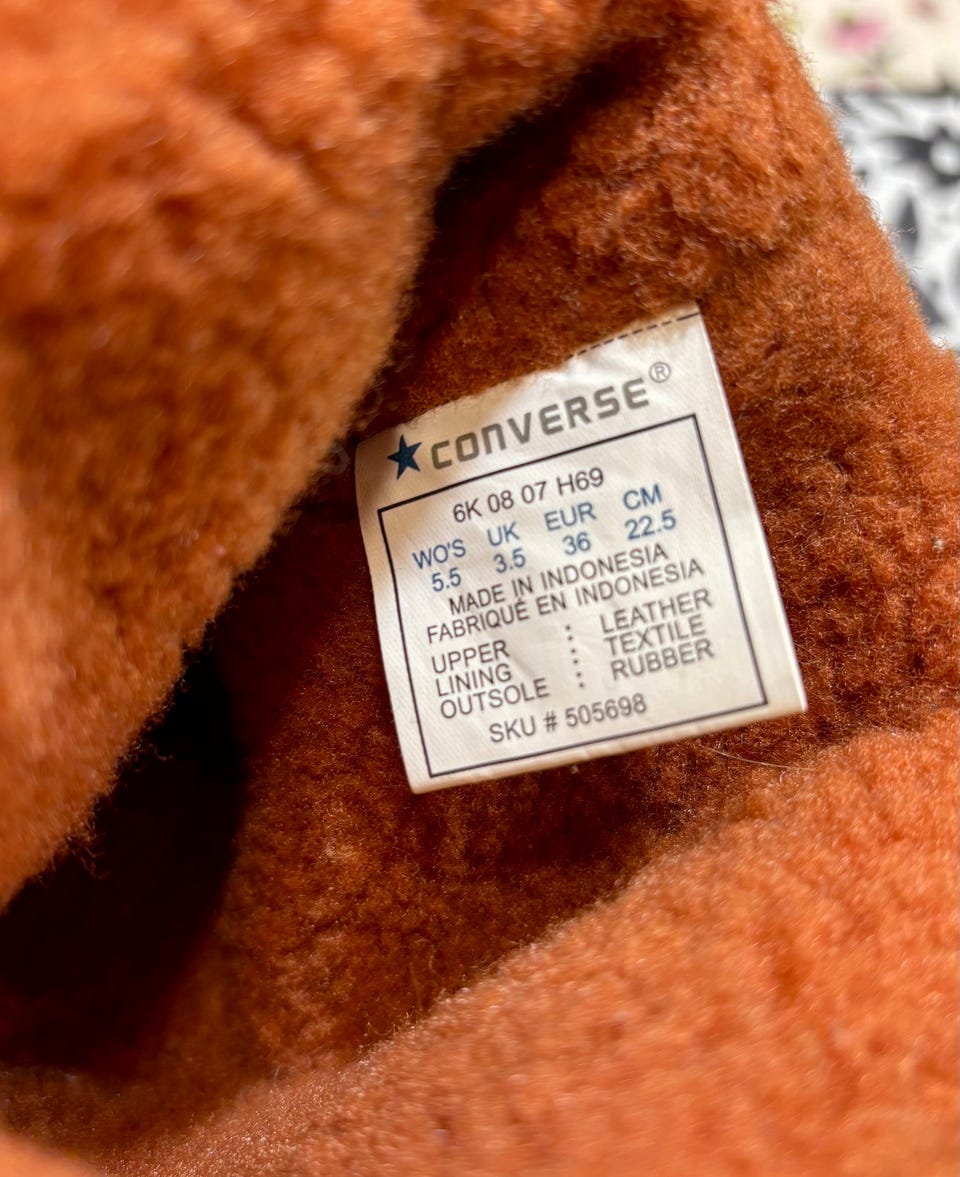 ★CONVERSE®
6K 08 07 H69
WO'S UK EUR CM
5.5 3.5 36 22.5
MADE IN INDONESIA
FABRIQUÉ EN INDONESIA
UPPER : LEATHER
LINING : TEXTILE
OUTSOLE : RUBBER
SKU # 505698